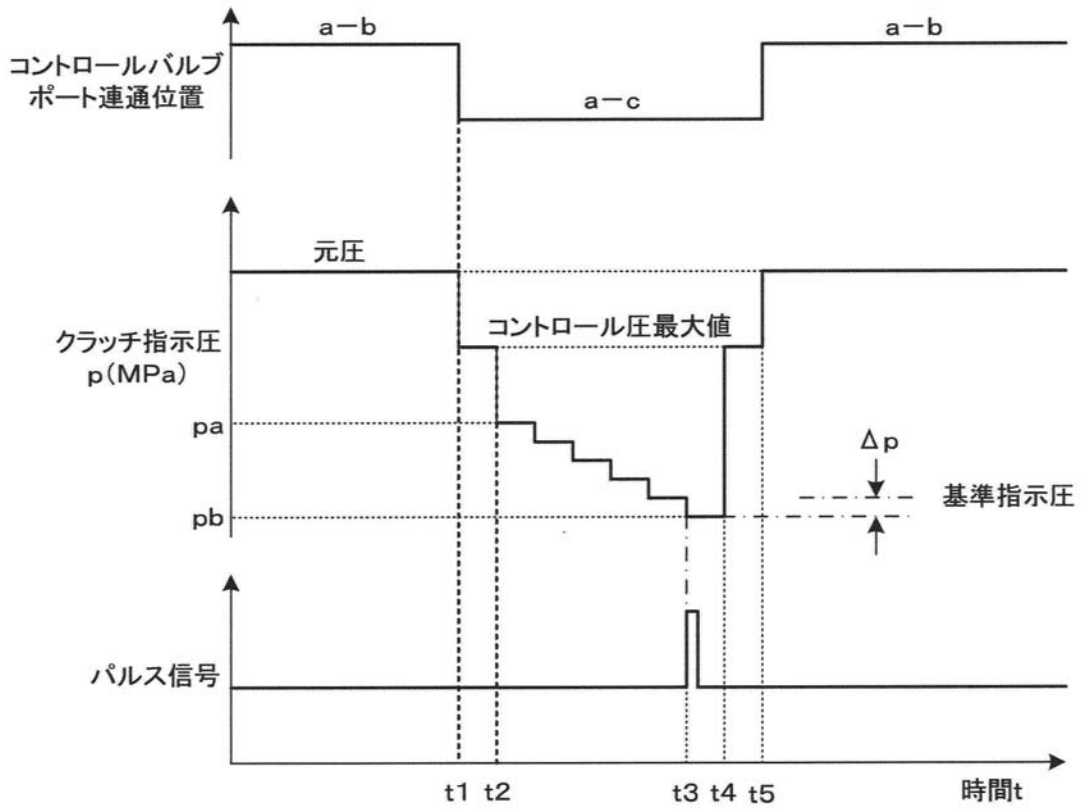 a－b
a－b
コントロールバルブ
ポート連通位置
a－c
元圧
コントロール圧最大値
クラッチ指示圧
p(MPa)
pa
Δp
基準指示圧
pb
パルス信号
t1 t2 t3 t4 t5 時間t